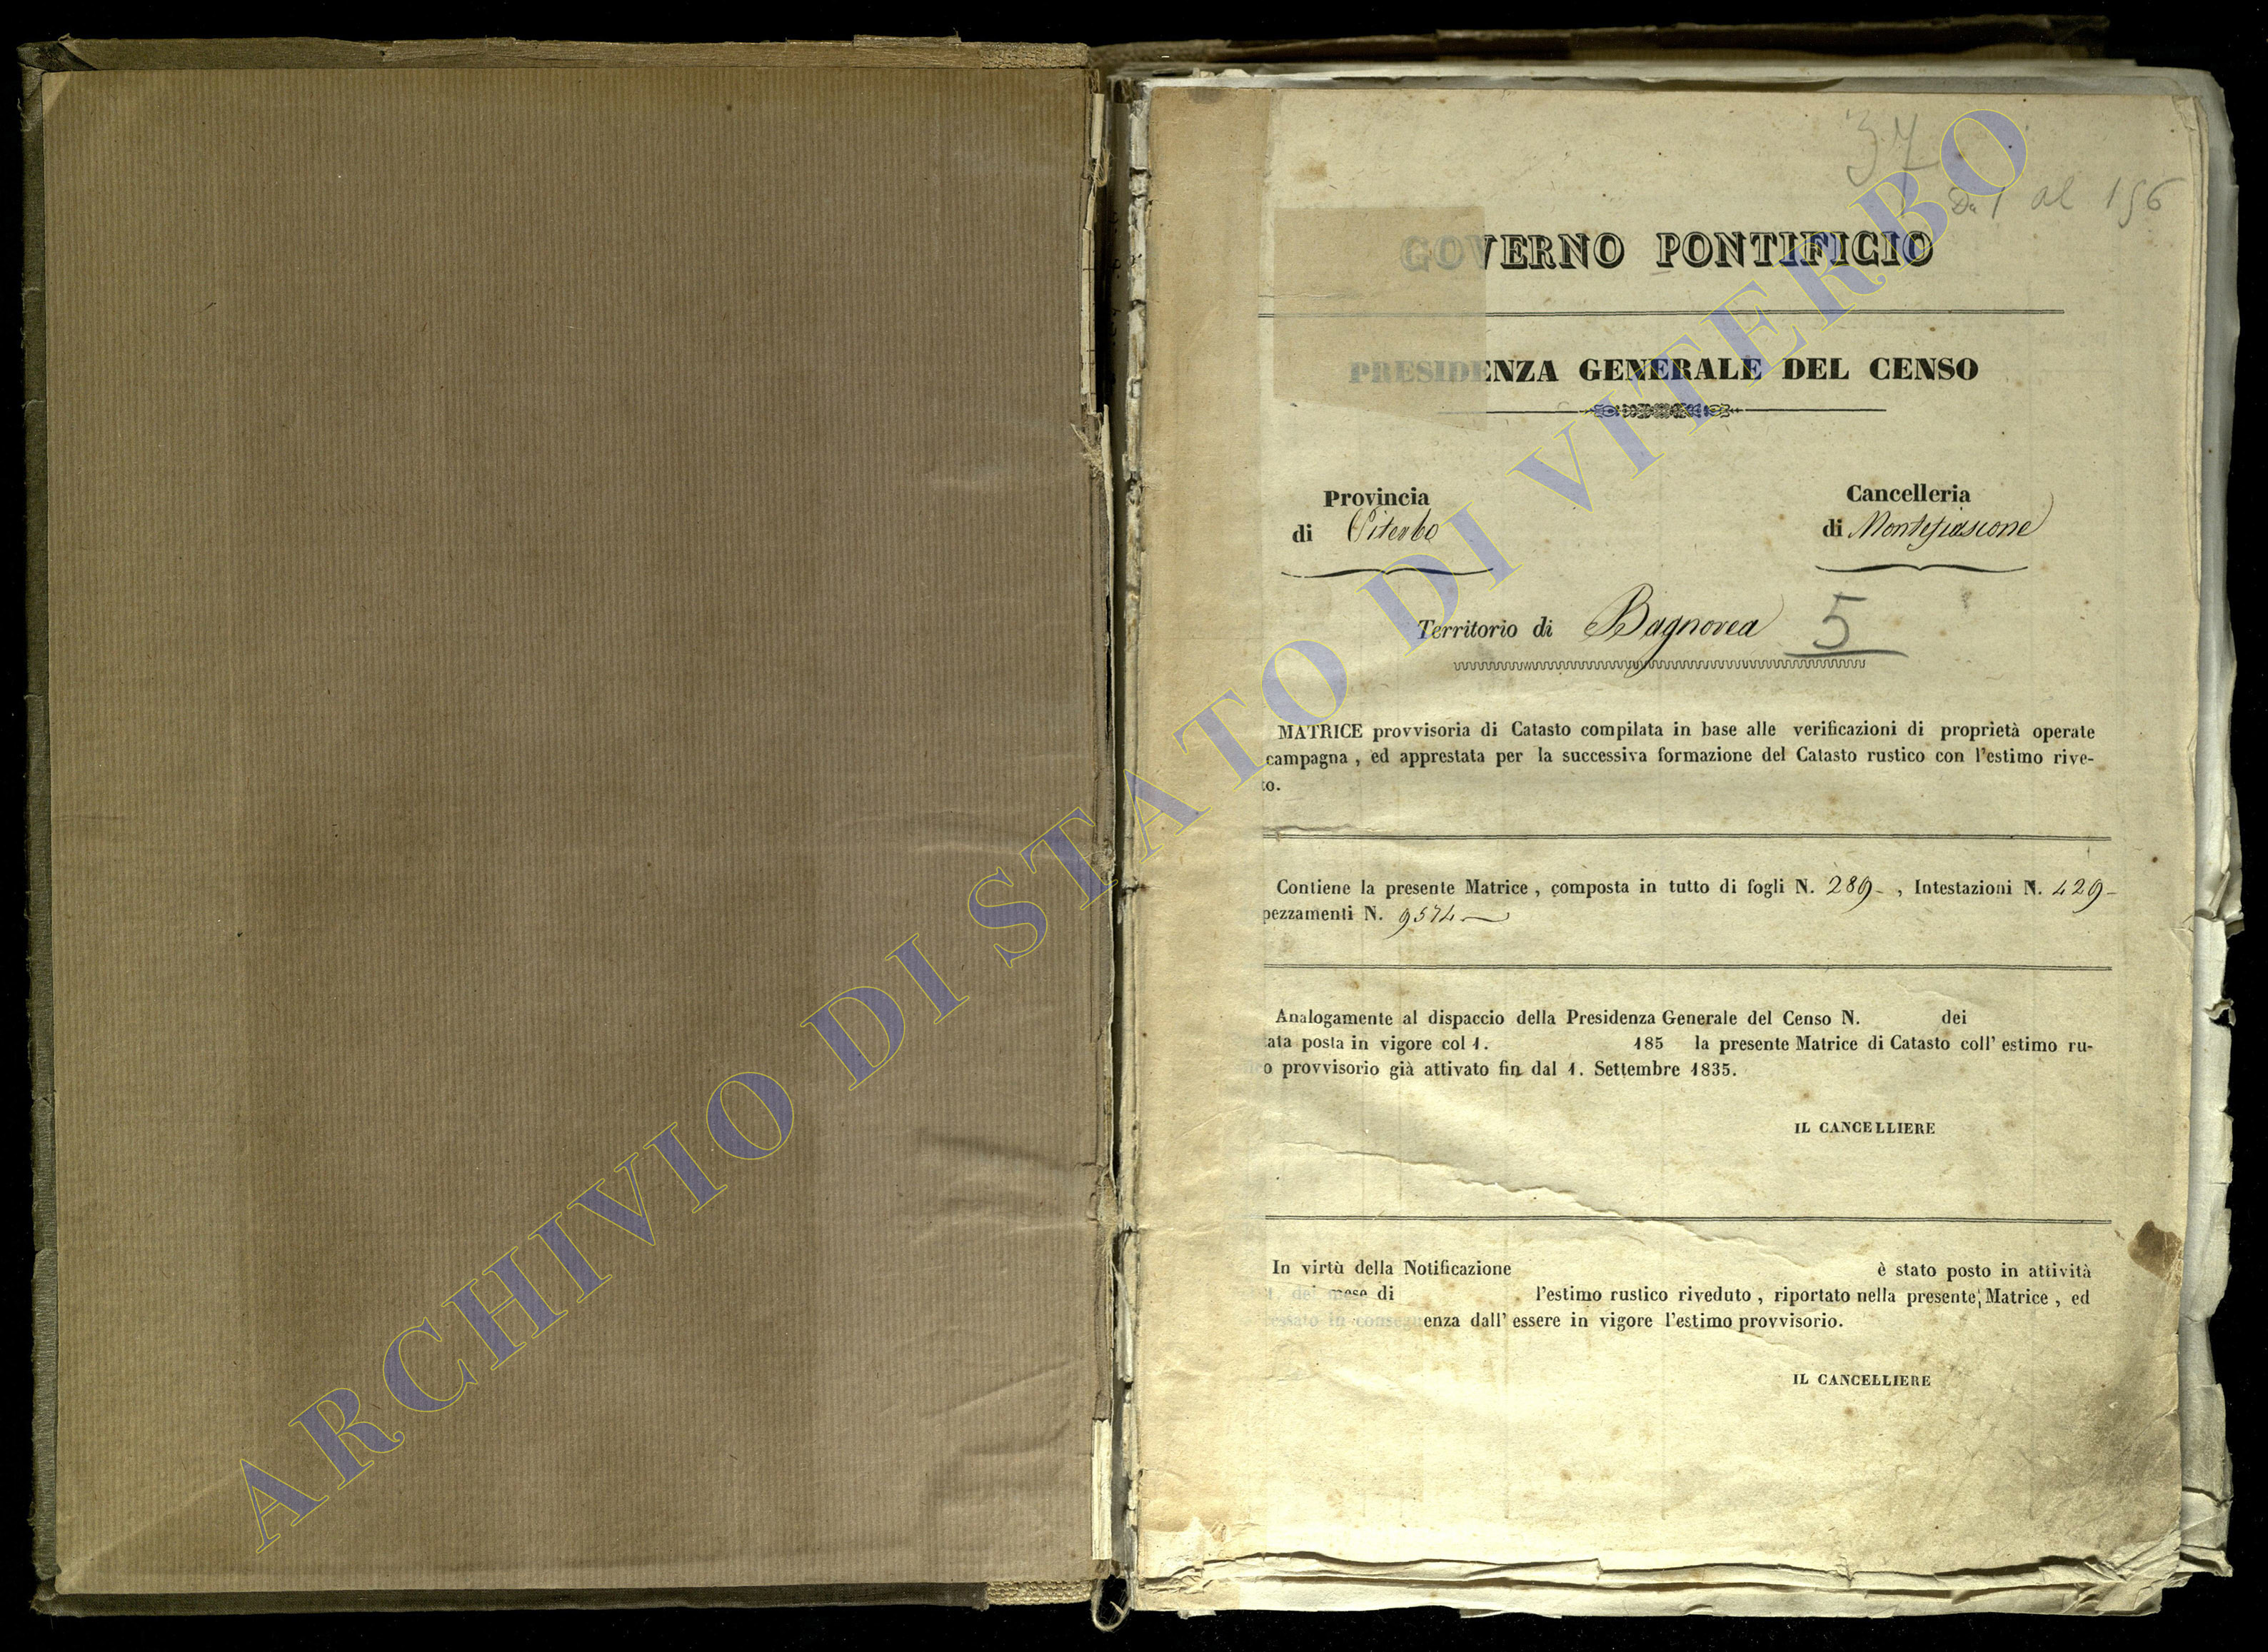 37
Da 1 al 156
GOVERNO PONTIFICIO
PRESIDENZA GENERALE DEL CENSO
Provincia
di Viterbo
Cancelleria
di Montefiascone
Territorio di Bagnorea 5
MATRICE provvisoria di Catasto compilata in base alle verificazioni di proprietà operate
campagna, ed apprestata per la successiva formazione del Catasto rustico con l'estimo rive-
to.
Contiene la presente Matrice, composta in tutto di fogli N. 289 - , Intestazioni N. 429 -
pezzamenti N. 9574 —
Analogamente al dispaccio della Presidenza Generale del Censo N. dei
ata posta in vigore col 1. 185 la presente Matrice di Catasto coll' estimo ru-
o provvisorio già attivato fin dal 1. Settembre 1835.
IL CANCELLIERE
In virtù della Notificazione è stato posto in attività
1. del mese di l'estimo rustico riveduto, riportato nella presente Matrice, ed
essato in conseguenza dall' essere in vigore l'estimo provvisorio.
IL CANCELLIERE
ARCHIVIO DI STATO DI VITERBO